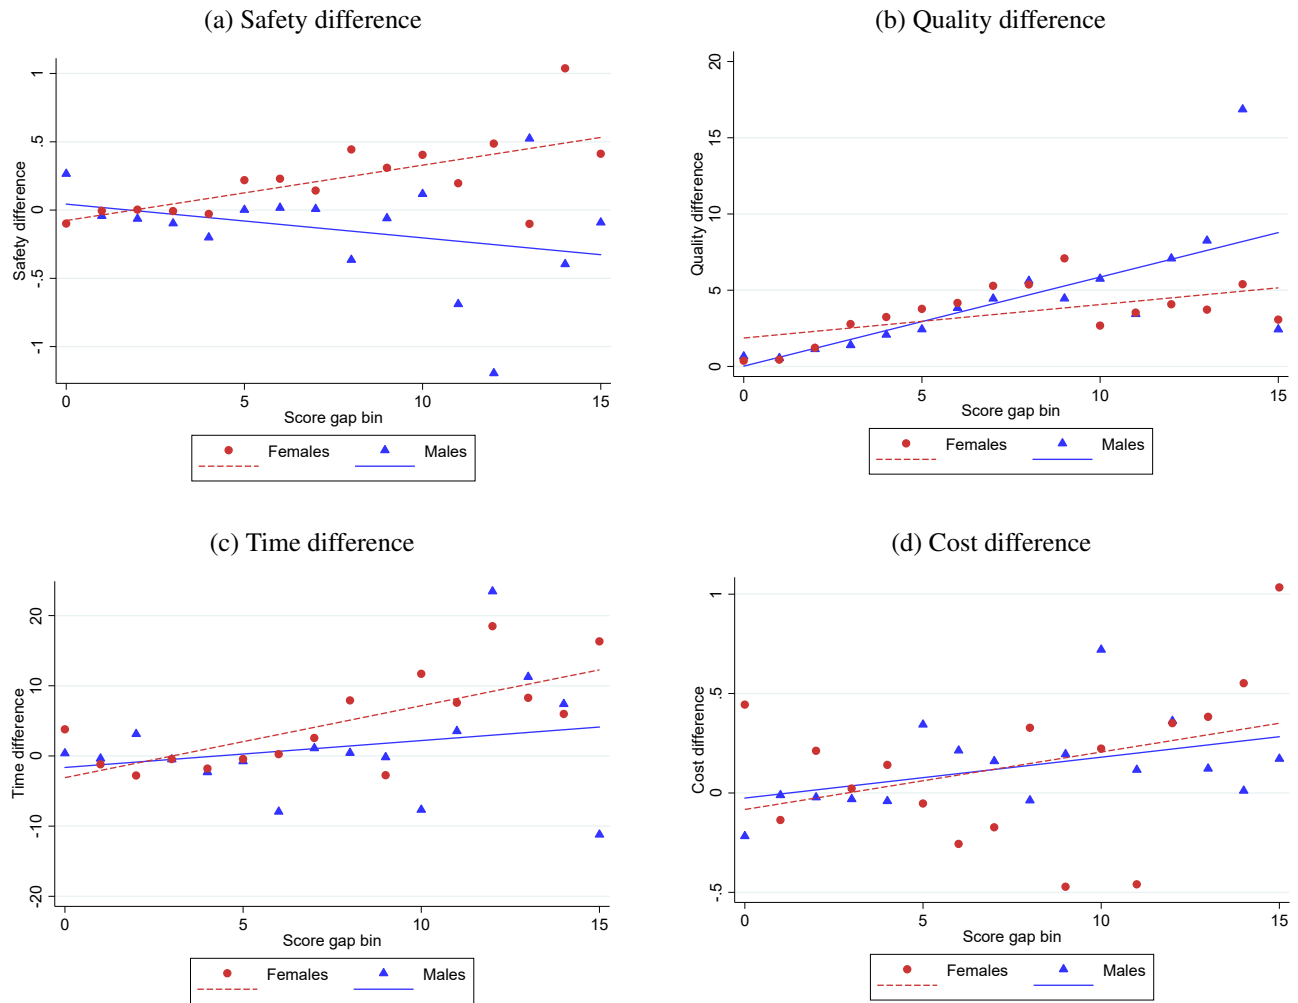 (a) Safety difference
1
.5
0
-.5
-1
Safety difference
0 5 10 15
Score gap bin
Females Males
(b) Quality difference
20
15
10
5
0
Quality difference
0 5 10 15
Score gap bin
Females Males
(c) Time difference
20
10
0
-10
-20
Time difference
0 5 10 15
Score gap bin
Females Males
(d) Cost difference
1
.5
0
-.5
Cost difference
0 5 10 15
Score gap bin
Females Males